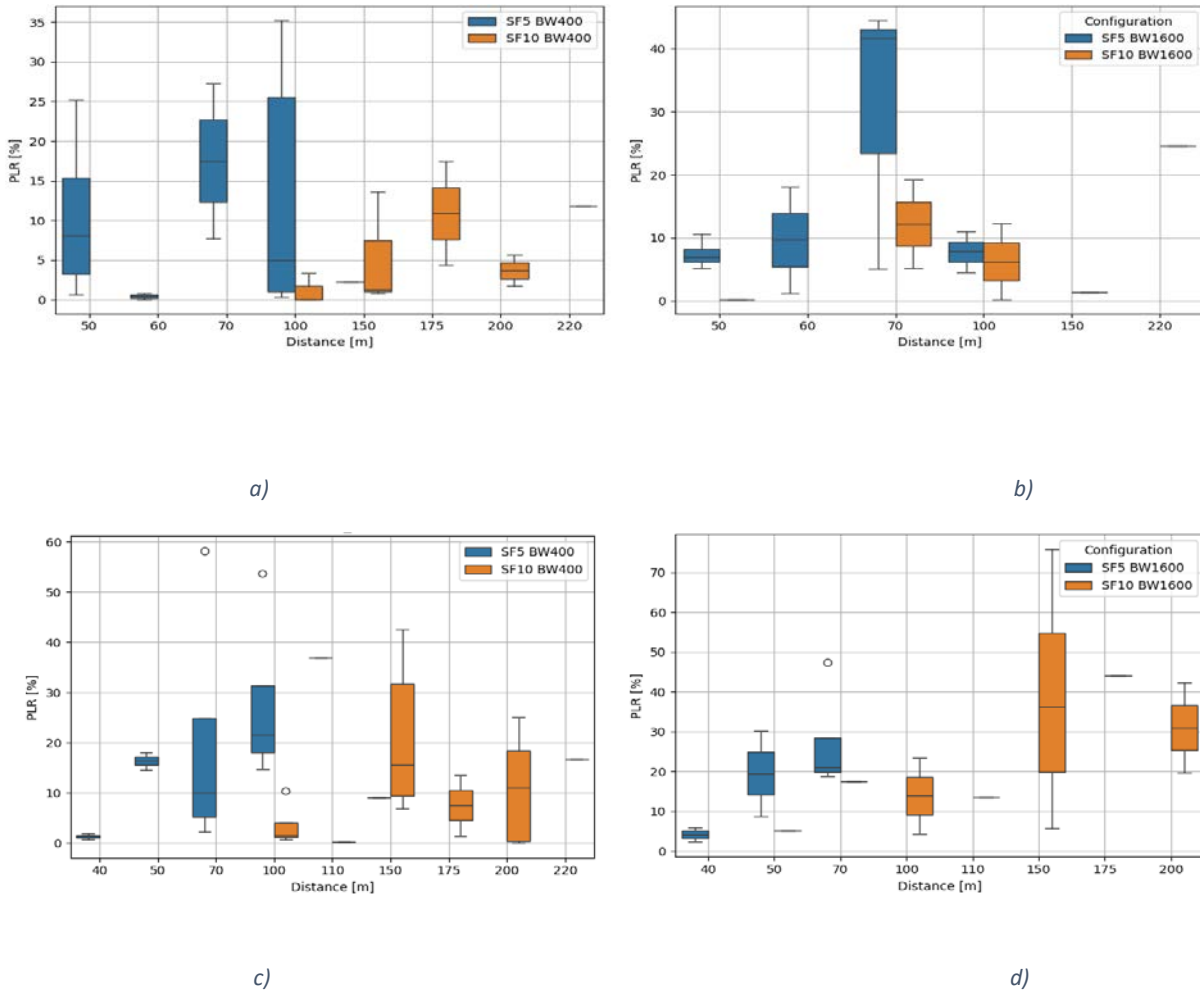 35
30
25
20
15
10
5
0
PLR [%]
SF5 BW400
SF10 BW400
50 60 70 100 150 175 200 220
Distance [m]
a)
40
30
20
10
0
PLR [%]
Configuration
SF5 BW1600
SF10 BW1600
50 60 70 100 150 220
Distance [m]
b)
60
50
40
30
20
10
0
PLR [%]
SF5 BW400
SF10 BW400
40 50 70 100 110 150 175 200 220
Distance [m]
c)
70
60
50
40
30
20
10
0
PLR [%]
Configuration
SF5 BW1600
SF10 BW1600
40 50 70 100 110 150 175 200
Distance [m]
d)